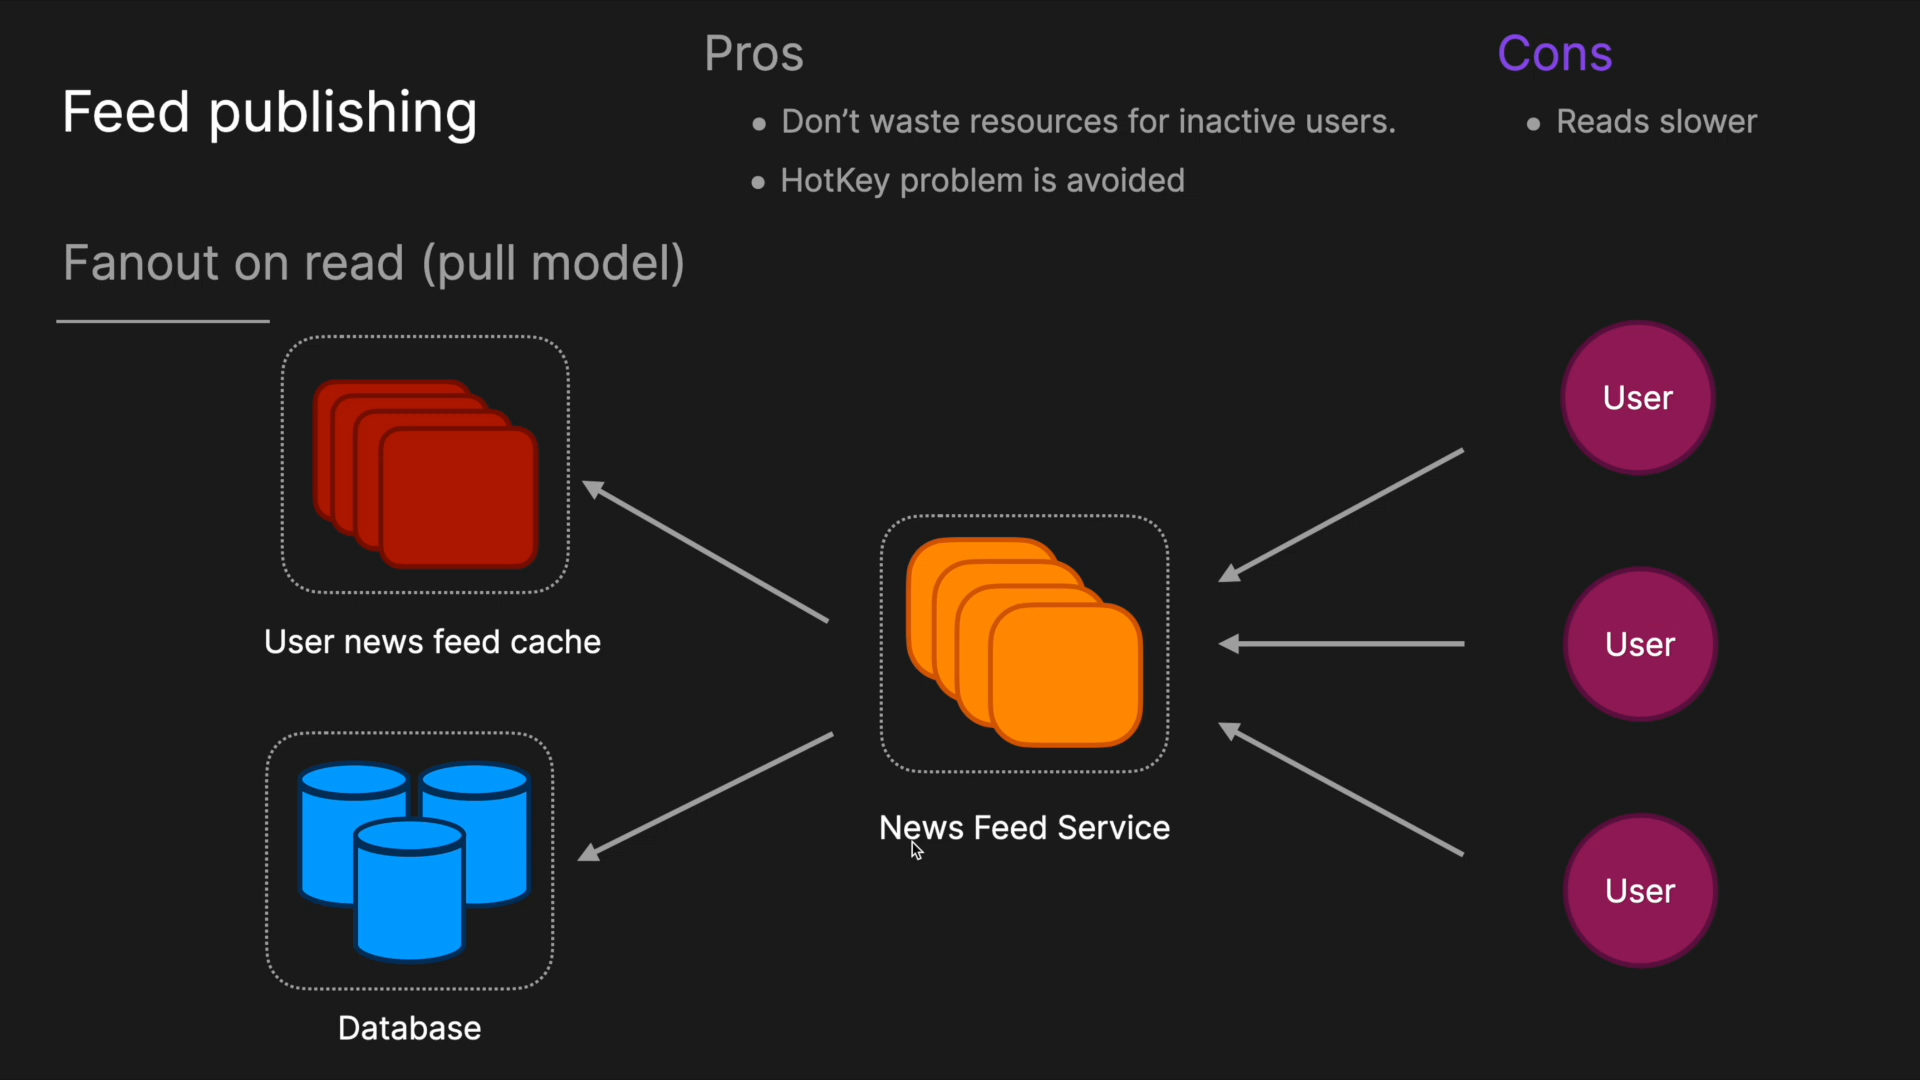 Feed publishing
Pros
• Don’t waste resources for inactive users.
• HotKey problem is avoided
Cons
• Reads slower
Fanout on read (pull model)
User news feed cache
Database
News Feed Service
User
User
User